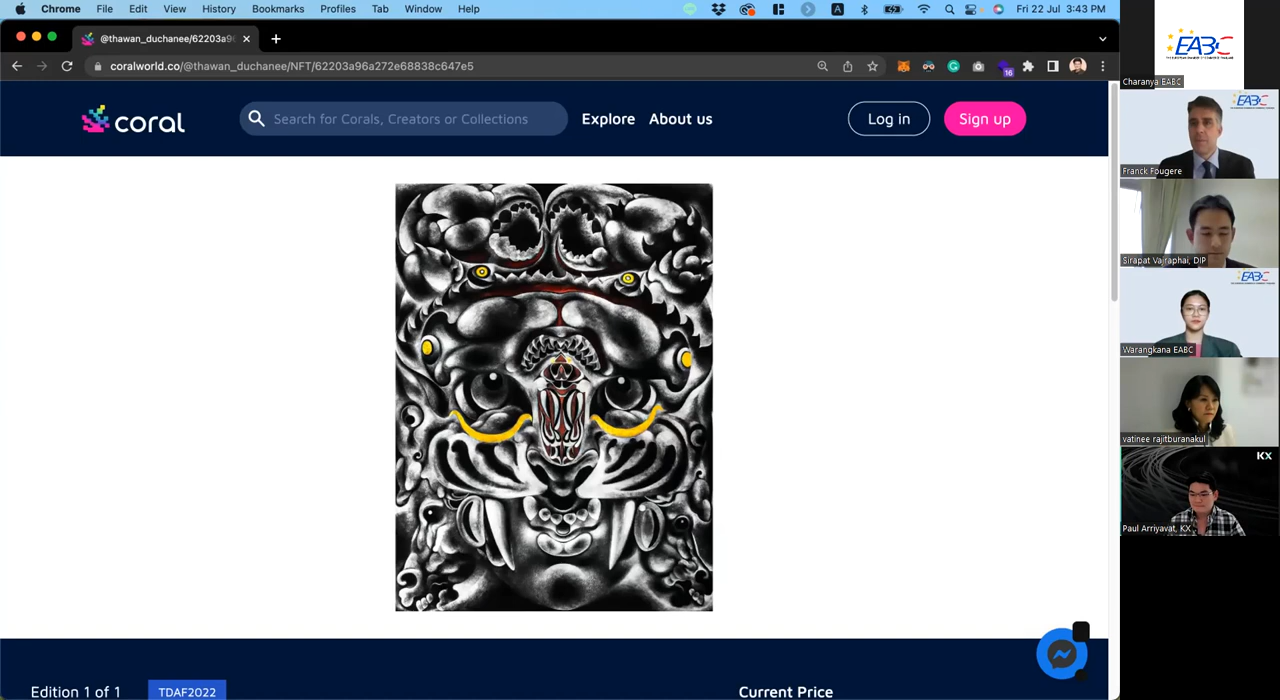 Chrome File Edit View History Bookmarks Profiles Tab Window Help Fri 22 Jul 3:43 PM
@thawan_duchanee/62203a9
coralworld.co/@thawan_duchanee/NFT/62203a96a272e68838c647e5
16
coral Search for Corals, Creators or Collections Explore About us Log in Sign up
Edition 1 of 1 TDAF2022 Current Price
EABC
Charanya EABC
EABC
Franck Fougere
Sirapat Vajraphai, DIP
EABC
Warangkana EABC
vatinee rajitburanakul
KX
Paul Arriyavat, KX